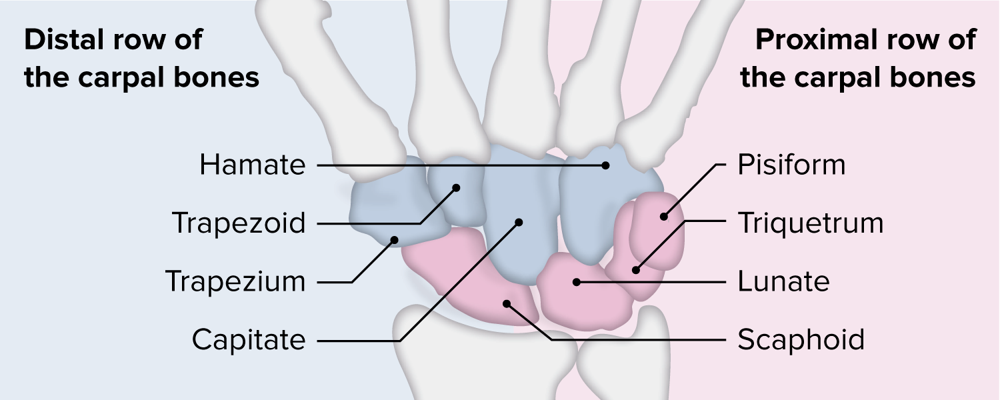 Distal row of
the carpal bones
Proximal row of
the carpal bones
Hamate
Trapezoid
Trapezium
Capitate
Pisiform
Triquetrum
Lunate
Scaphoid